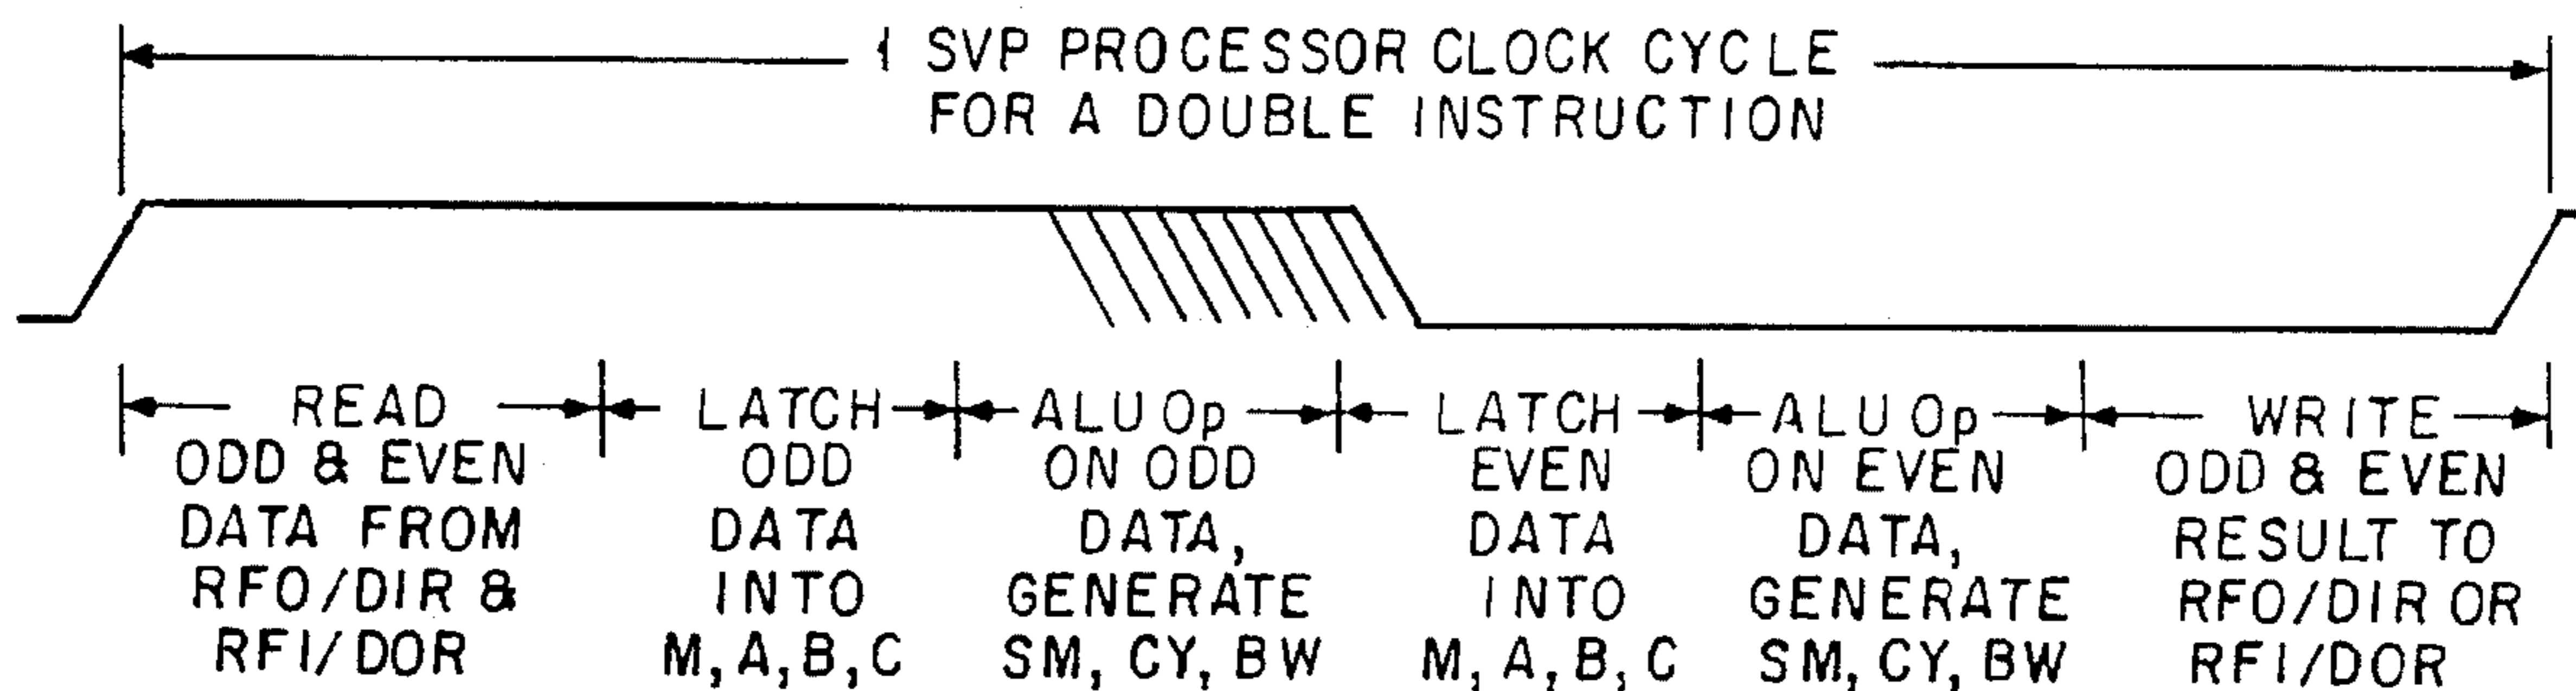 1 SVP PROCESSOR CLOCK CYCLE
FOR A DOUBLE INSTRUCTION
READ
ODD & EVEN
DATA FROM
RFO/DIR &
RFI/DOR
LATCH
ODD
DATA
INTO
M, A, B, C
ALU Op
ON ODD
DATA,
GENERATE
SM, CY, BW
LATCH
EVEN
DATA
INTO
M, A, B, C
ALU Op
ON EVEN
DATA,
GENERATE
SM, CY, BW
WRITE
ODD & EVEN
RESULT TO
RFO/DIR OR
RFI/DOR